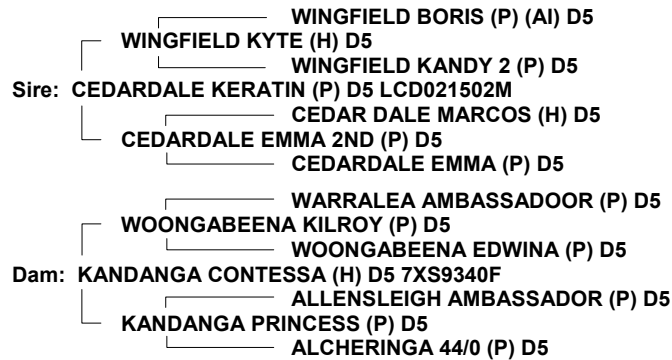 WINGFIELD BORIS (P) (AI) D5
WINGFIELD KYTE (H) D5
WINGFIELD KANDY 2 (P) D5
Sire: CEDARDALE KERATIN (P) D5 LCD021502M
CEDAR DALE MARCOS (H) D5
CEDARDALE EMMA 2ND (P) D5
CEDARDALE EMMA (P) D5
WARRALEA AMBASSADOOR (P) D5
WOONGABEENA KILROY (P) D5
WOONGABEENA EDWINA (P) D5
Dam: KANDANGA CONTESSA (H) D5 7XS9340F
ALLENSLEIGH AMBASSADOR (P) D5
KANDANGA PRINCESS (P) D5
ALCHERINGA 44/0 (P) D5